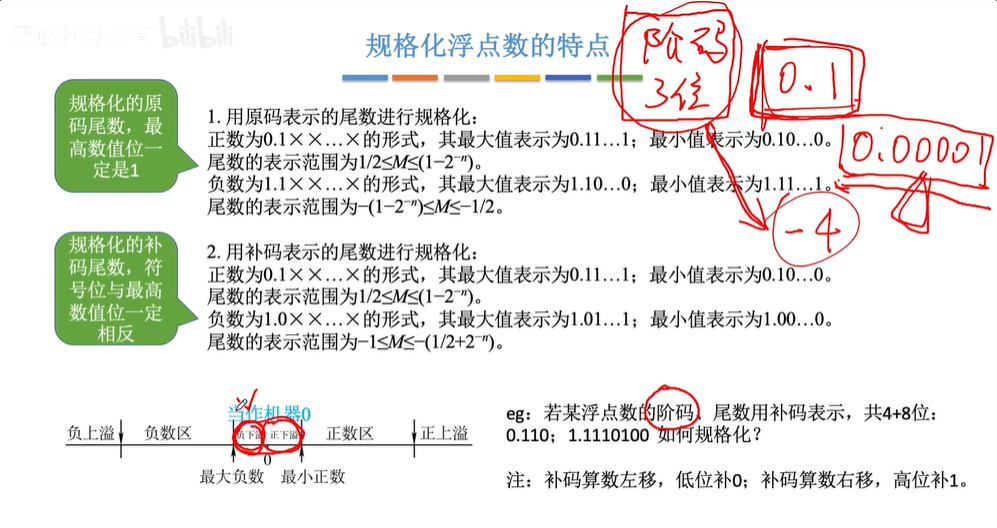 bilibili
规格化浮点数的特点
阶码
3位
0.1
0.00001
-4
规格化的原
码尾数，最
高数值位一
定是1
1. 用原码表示的尾数进行规格化：
正数为0.1××…×的形式，其最大值表示为0.11…1；最小值表示为0.10…0。
尾数的表示范围为1/2≤M≤(1−2⁻ⁿ)。
负数为1.1××…×的形式，其最大值表示为1.10…0；最小值表示为1.11…1。
尾数的表示范围为−(1−2⁻ⁿ)≤M≤−1/2。
规格化的补
码尾数，符
号位与最高
数值位一定
相反
2. 用补码表示的尾数进行规格化：
正数为0.1××…×的形式，其最大值表示为0.11…1；最小值表示为0.10…0。
尾数的表示范围为1/2≤M≤(1−2⁻ⁿ)。
负数为1.0××…×的形式，其最大值表示为1.01…1；最小值表示为1.00…0。
尾数的表示范围为−1≤M≤−(1/2+2⁻ⁿ)。
当作机器0
负上溢 负数区 负下溢 正下溢 正数区 正上溢
0
最大负数 最小正数
eg：若某浮点数的阶码、尾数用补码表示，共4+8位：
0.110；1.1110100 如何规格化？
注：补码算数左移，低位补0；补码算数右移，高位补1。